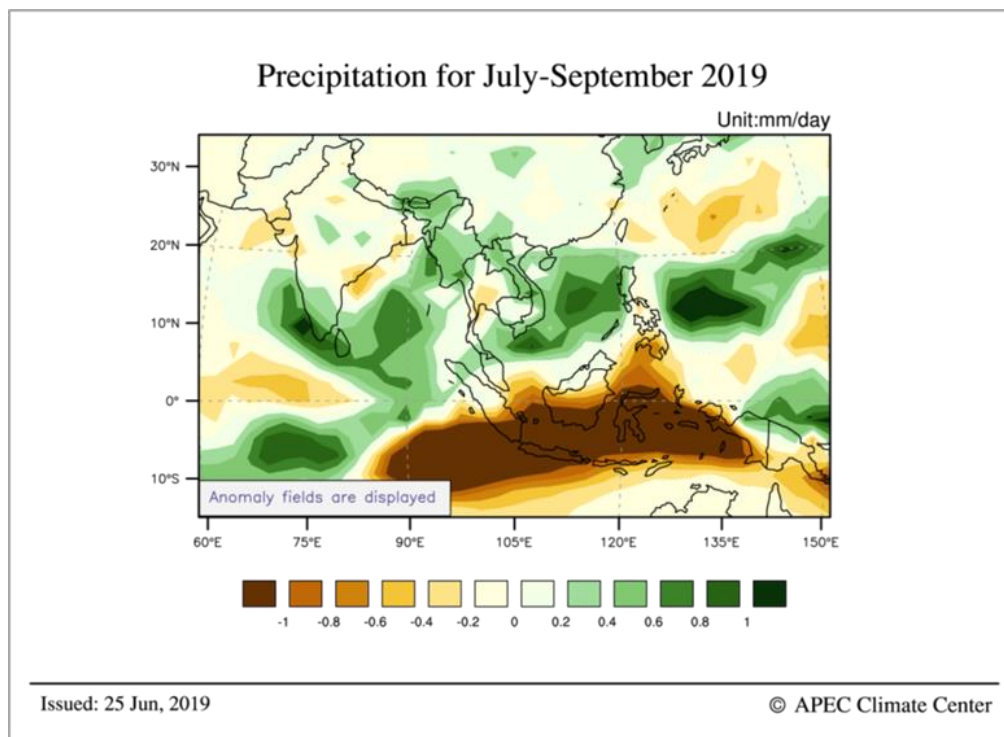 Precipitation for July-September 2019
Unit:mm/day
30°N
20°N
10°N
0°
10°S
Anomaly fields are displayed
60°E 75°E 90°E 105°E 120°E 135°E 150°E
-1 -0.8 -0.6 -0.4 -0.2 0 0.2 0.4 0.6 0.8 1
Issued: 25 Jun, 2019 © APEC Climate Center